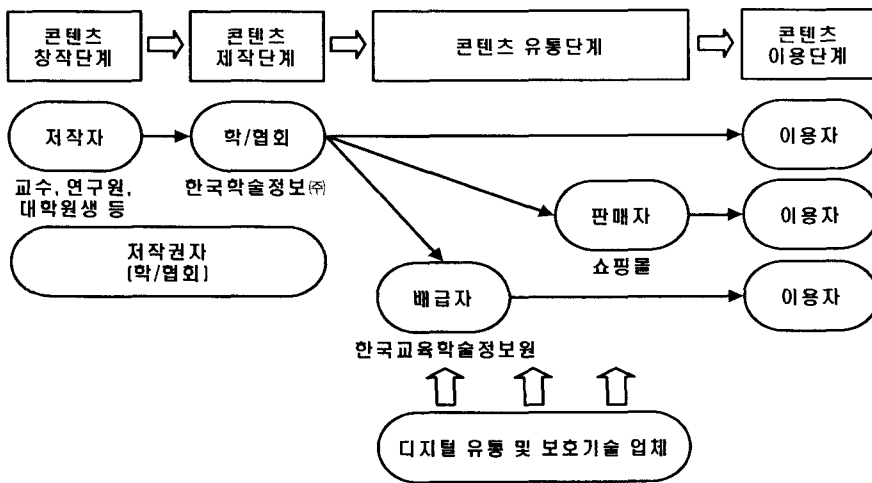 콘텐츠
창작단계
콘텐츠
제작단계
콘텐츠 유통단계
콘텐츠
이용단계
저작자
학/협회
이용자
교수, 연구원,
대학원생 등
한국학술정보㈜
판매자
이용자
쇼핑몰
저작권자
(학/협회)
배급자
이용자
한국교육학술정보원
디지털 유통 및 보호기술 업체